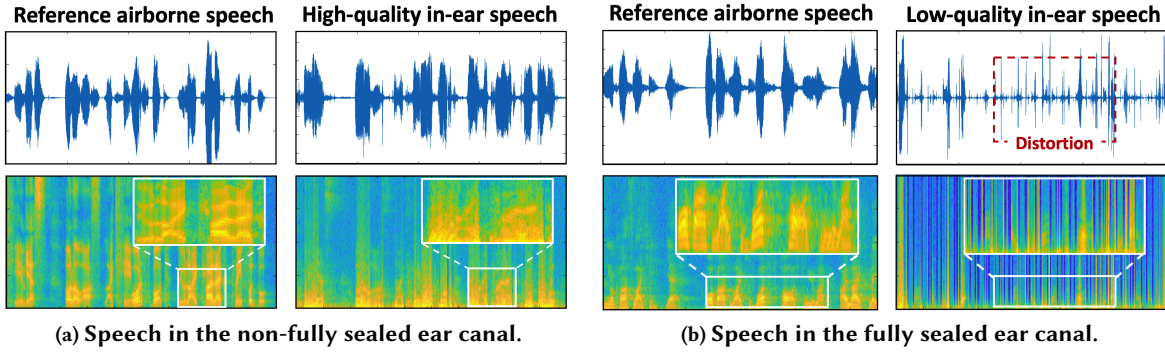 Reference airborne speech
High-quality in-ear speech
Reference airborne speech
Low-quality in-ear speech
Distortion
(a) Speech in the non-fully sealed ear canal.
(b) Speech in the fully sealed ear canal.